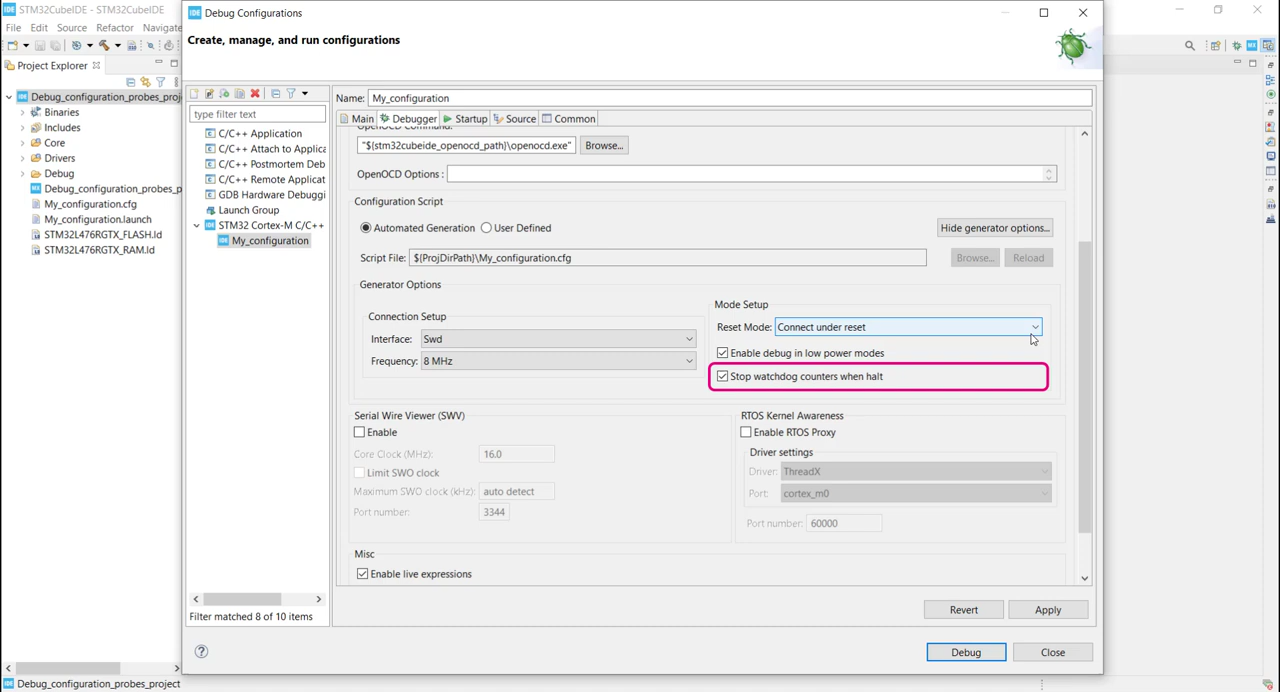 IDE STM32CubeIDE - STM32CubeIDE
File Edit Source Refactor Navigate
Project Explorer
Debug_configuration_probes_proj
Binaries
Includes
Core
Drivers
Debug
Debug_configuration_probes_p
My_configuration.cfg
My_configuration.launch
STM32L476RGTX_FLASH.ld
STM32L476RGTX_RAM.ld
Debug_configuration_probes_project
IDE Debug Configurations
Create, manage, and run configurations
type filter text
C/C++ Application
C/C++ Attach to Applica
C/C++ Postmortem Deb
C/C++ Remote Applicat
GDB Hardware Debuggi
Launch Group
IDE STM32 Cortex-M C/C++
IDE My_configuration
Filter matched 8 of 10 items
Name: My_configuration
Main Debugger Startup Source Common
OpenOCD Command:
"${stm32cubeide_openocd_path}\openocd.exe" Browse...
OpenOCD Options :
Configuration Script
Automated Generation User Defined Hide generator options...
Script File: ${ProjDirPath}\My_configuration.cfg Browse... Reload
Generator Options
Connection Setup
Interface: Swd
Frequency: 8 MHz
Mode Setup
Reset Mode: Connect under reset
Enable debug in low power modes
Stop watchdog counters when halt
Serial Wire Viewer (SWV)
Enable
Core Clock (MHz): 16.0
Limit SWO clock
Maximum SWO clock (kHz): auto detect
Port number: 3344
RTOS Kernel Awareness
Enable RTOS Proxy
Driver settings
Driver: ThreadX
Port: cortex_m0
Port number: 60000
Misc
Enable live expressions
Revert Apply
? Debug Close